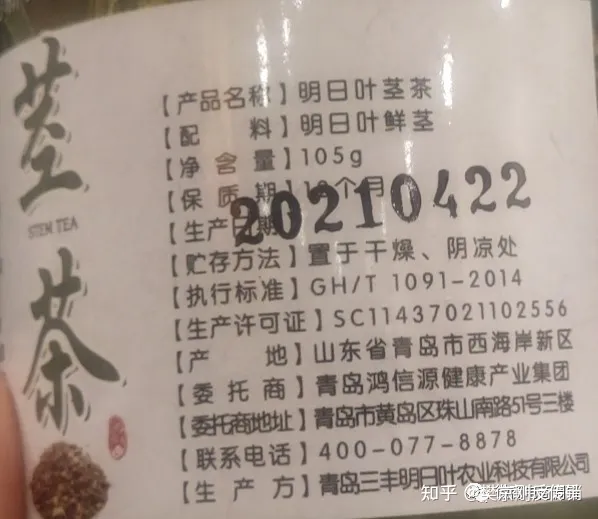 茎茶
STEM TEA
【产品名称】明日叶茎茶
【配 料】明日叶鲜茎
【净 含 量】105g
【保 质 期】18个月
【生产日期】
20210422
【贮存方法】置于干燥、阴凉处
【执行标准】GH/T 1091-2014
【生产许可证】SC11437021102556
【产 地】山东省青岛市西海岸新区
【委 托 商】青岛鸿信源健康产业集团
【委托商地址】青岛市黄岛区珠山南路51号三楼
【联系电话】400-077-8878
【生 产 方】青岛三丰明日叶农业科技有限公司
知乎